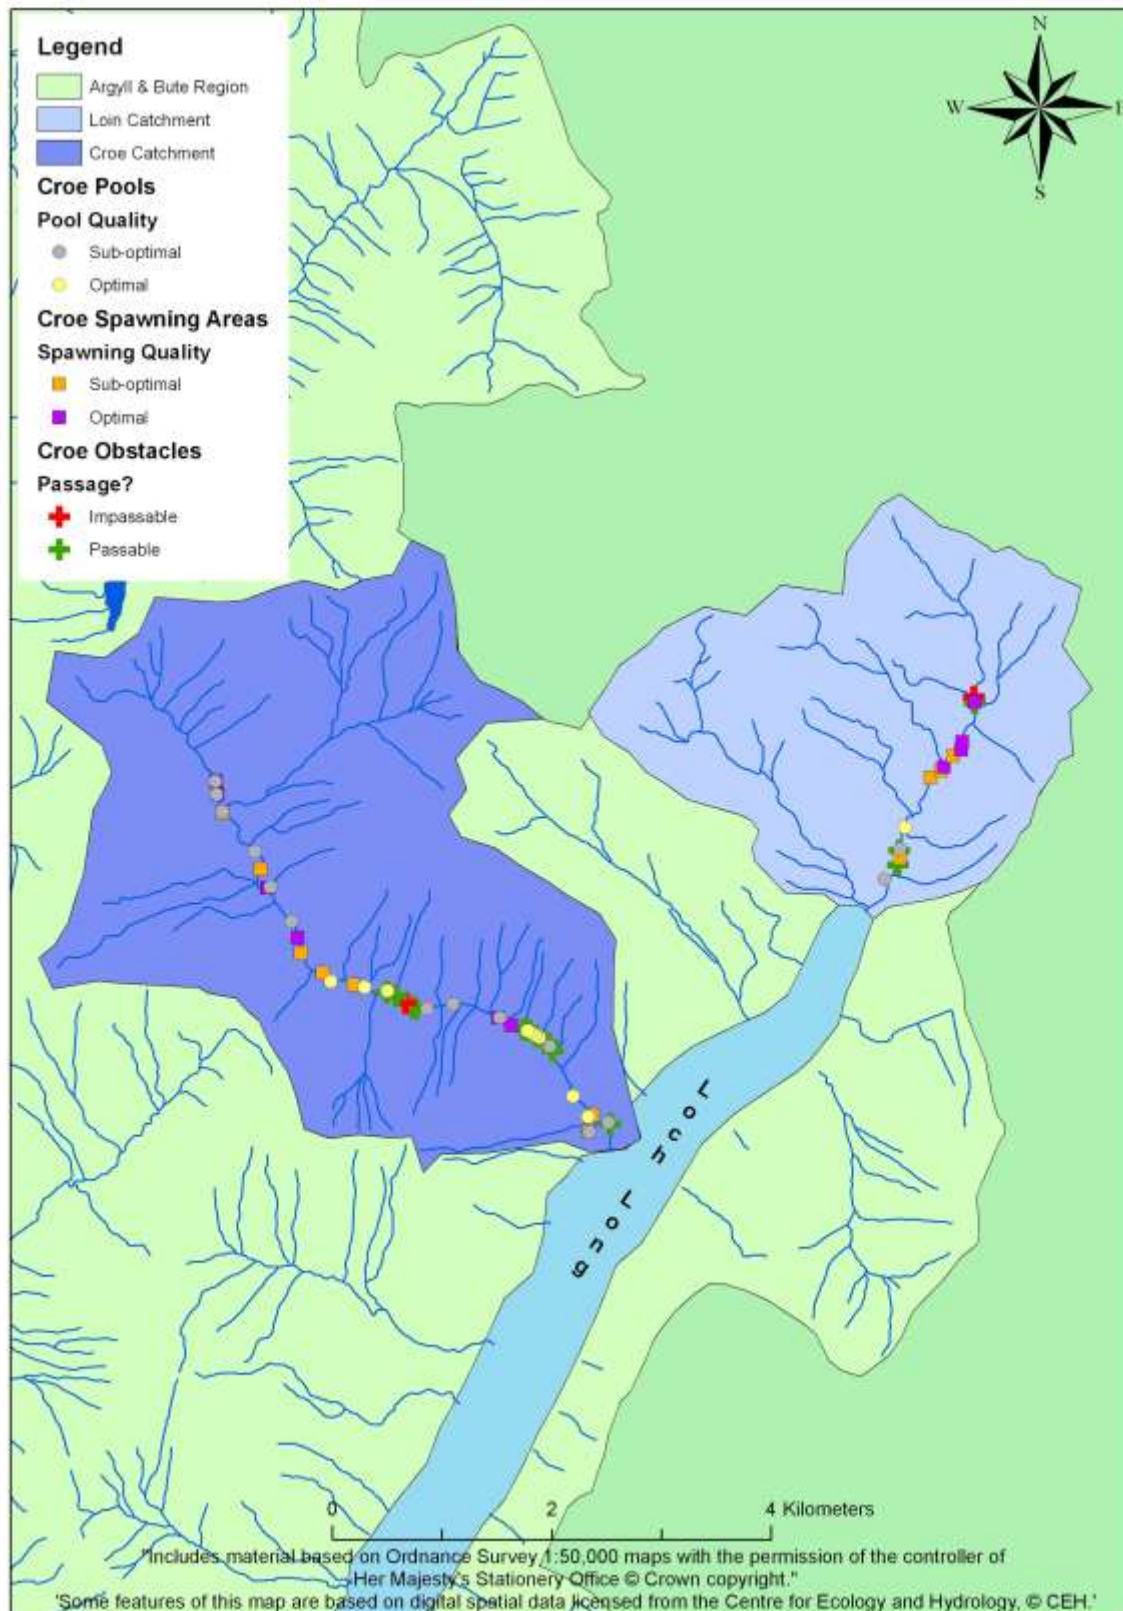 Legend
Argyll & Bute Region
Loin Catchment
Croe Catchment
Croe Pools
Pool Quality
Sub-optimal
Optimal
Croe Spawning Areas
Spawning Quality
Sub-optimal
Optimal
Croe Obstacles
Passage?
Impassable
Passable
N
W
E
S
Loch Long
0 2 4 Kilometers
"Includes material based on Ordnance Survey 1:50,000 maps with the permission of the controller of
Her Majesty's Stationery Office © Crown copyright."
'Some features of this map are based on digital spatial data licensed from the Centre for Ecology and Hydrology, © CEH.'